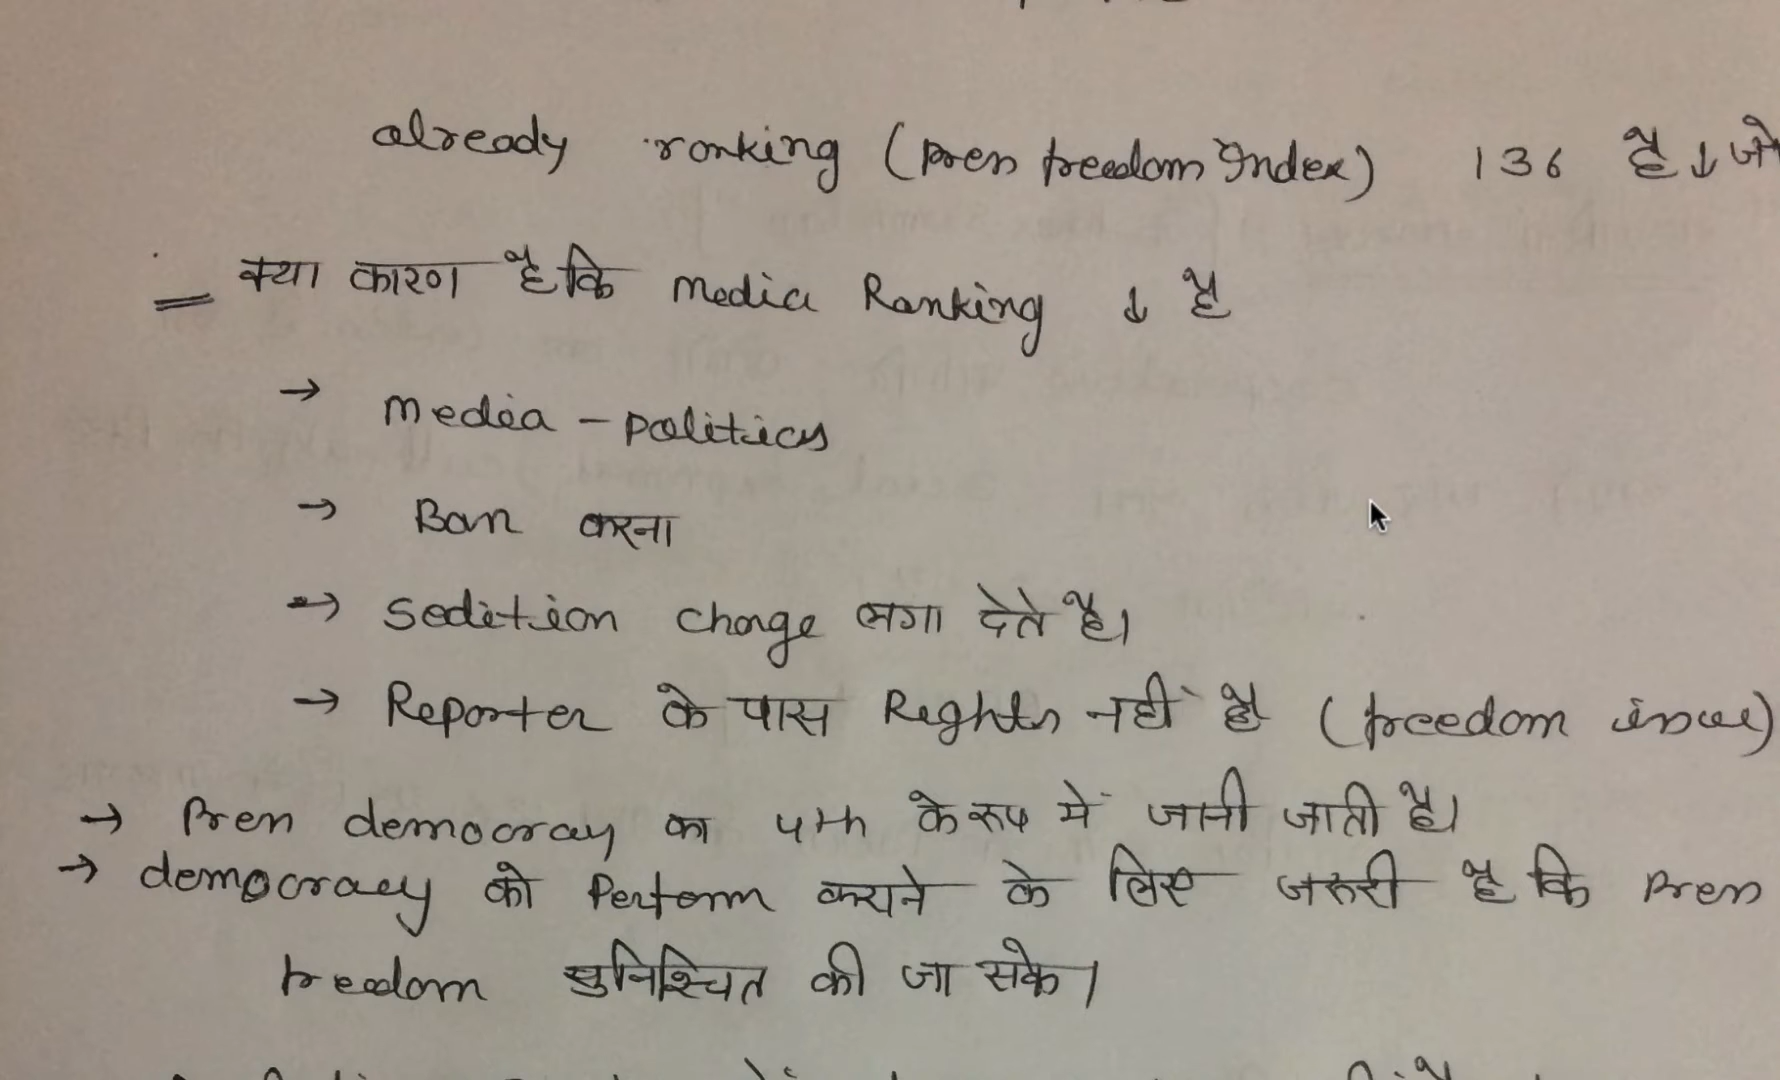 already ranking (Press freedom Index) 136 है ↓ जो
= क्या कारण है कि Media Ranking ↓ है
→ Media - Politics
→ Ban करना
→ Sedition charge लगा देते है।
→ Reporter के पास Rights नहीं है (freedom issue)
→ Press democracy का 4th के रूप में जानी जाती है।
→ democracy को Perform कराने के लिए जरूरी है कि Press
freedom सुनिश्चित की जा सके।